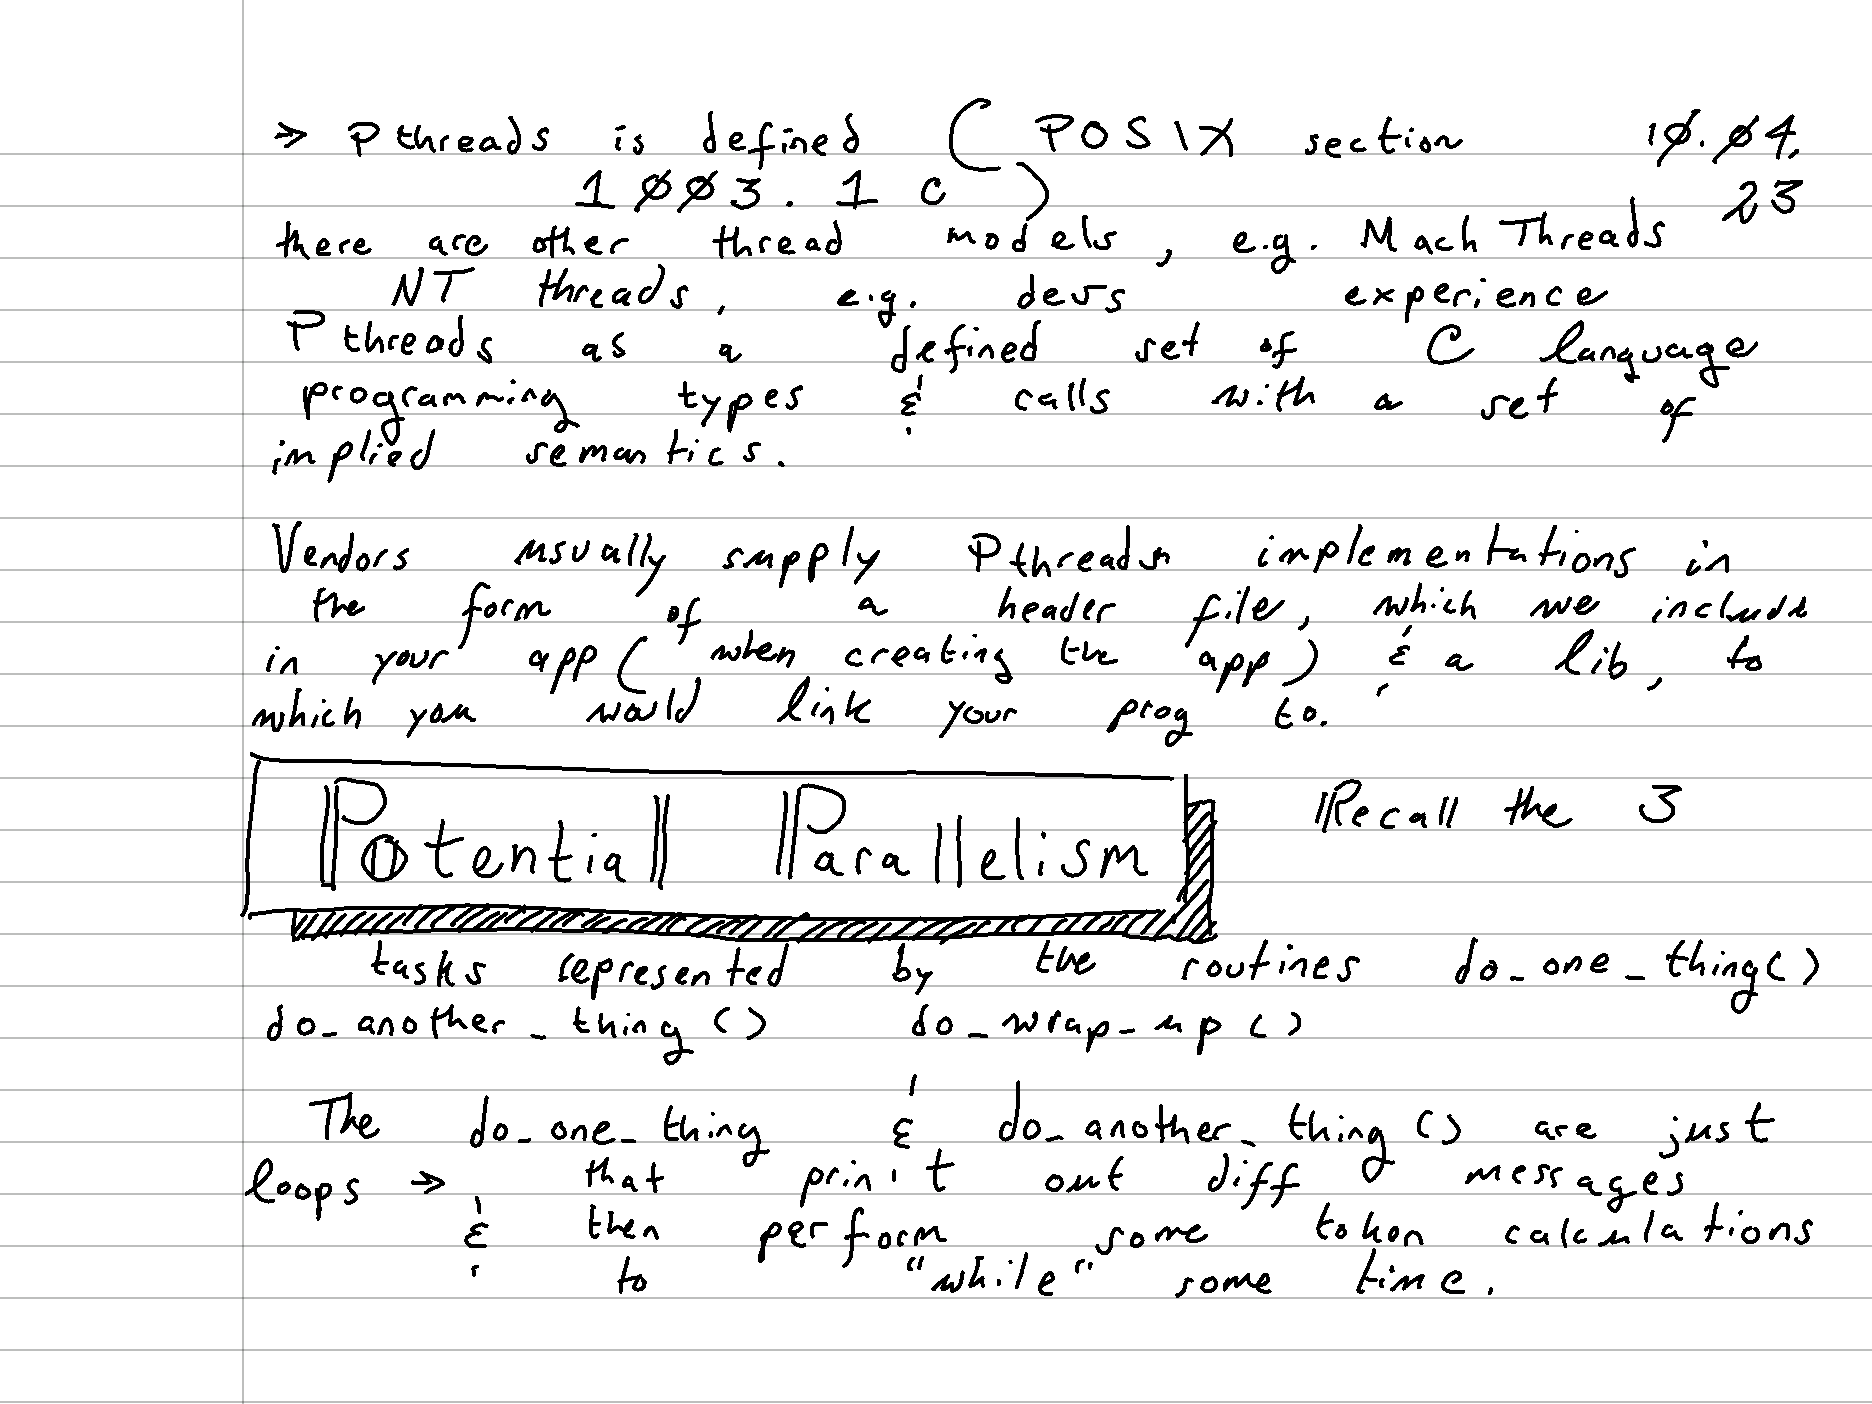 → Pthreads is defined ( POSIX section 10.04.
1003.1c ) 23
there are other thread models, e.g. Mach Threads
NT threads, e.g. devs experience
Pthreads as a defined set of C language
programming types & calls with a set of
implied semantics.
Vendors usually supply Pthreads implementations in
the form of a header file, which we include
in your app ( when creating the app ) & a lib, to
which you would link your prog to.
Potential Parallelism Recall the 3
tasks represented by the routines do_one_thing()
do_another_thing() do_wrap_up()
The do_one_thing & do_another_thing() are just
loops → that print out diff messages
& then perform some token calculations
to "while" some time.